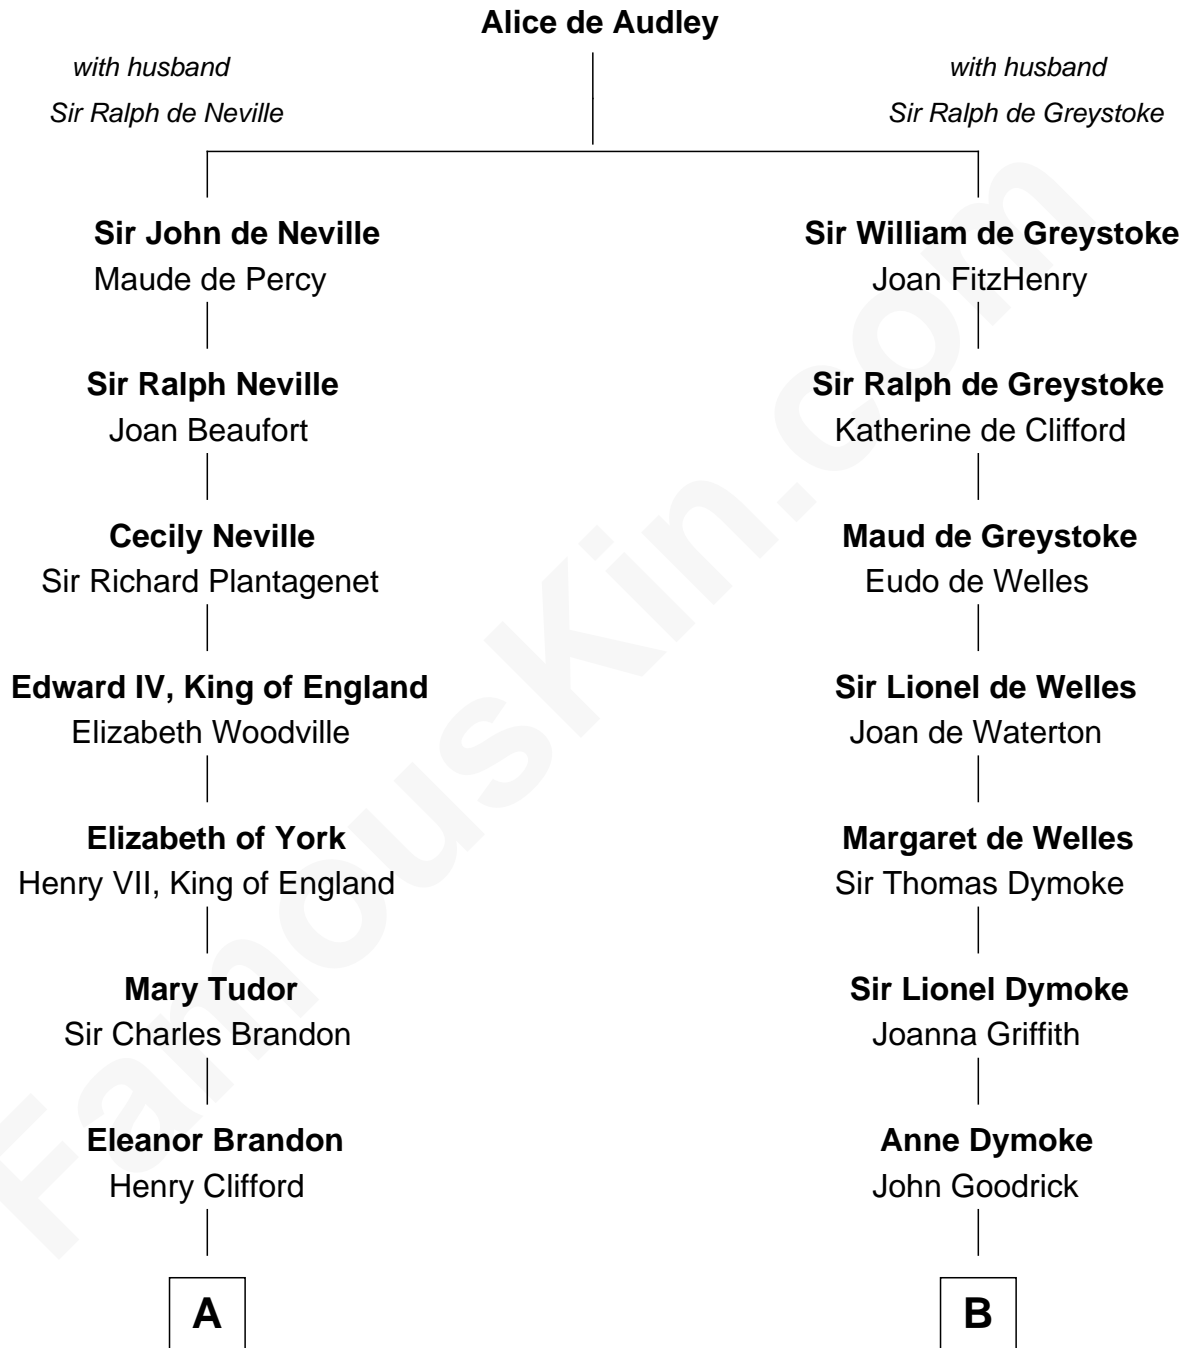 Alice de Audley
with husband
Sir Ralph de Neville
with husband
Sir Ralph de Greystoke
Sir John de Neville
Maude de Percy
Sir William de Greystoke
Joan FitzHenry
Sir Ralph Neville
Joan Beaufort
Sir Ralph de Greystoke
Katherine de Clifford
Cecily Neville
Sir Richard Plantagenet
Maud de Greystoke
Eudo de Welles
Edward IV, King of England
Elizabeth Woodville
Sir Lionel de Welles
Joan de Waterton
Elizabeth of York
Henry VII, King of England
Margaret de Welles
Sir Thomas Dymoke
Mary Tudor
Sir Charles Brandon
Sir Lionel Dymoke
Joanna Griffith
Eleanor Brandon
Henry Clifford
Anne Dymoke
John Goodrick
A
B
FamousKin.com